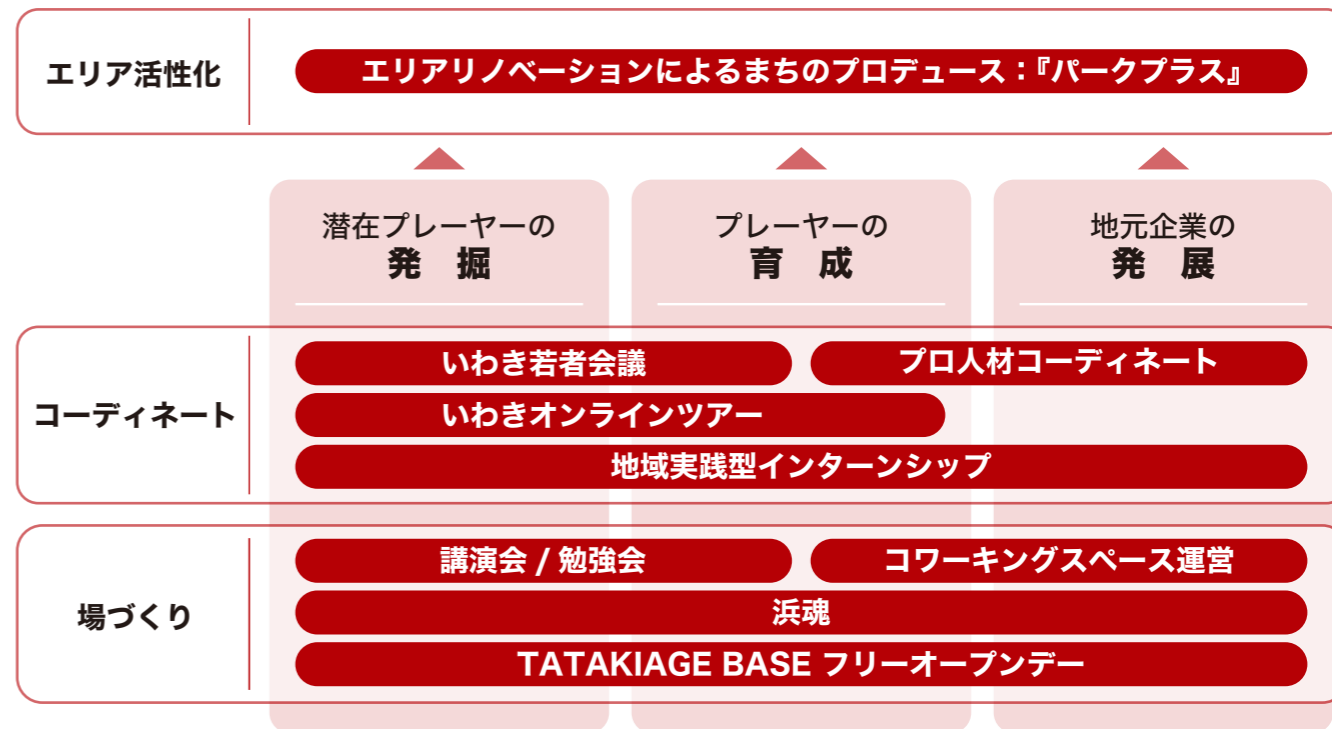 エリア活性化
エリアリノベーションによるまちのプロデュース：『パークプラス』
潜在プレーヤーの
発 掘
プレーヤーの
育 成
地元企業の
発 展
コーディネート
いわき若者会議
プロ人材コーディネート
いわきオンラインツアー
地域実践型インターンシップ
場づくり
講演会 / 勉強会
コワーキングスペース運営
浜魂
TATAKIAGE BASE フリーオープンデー